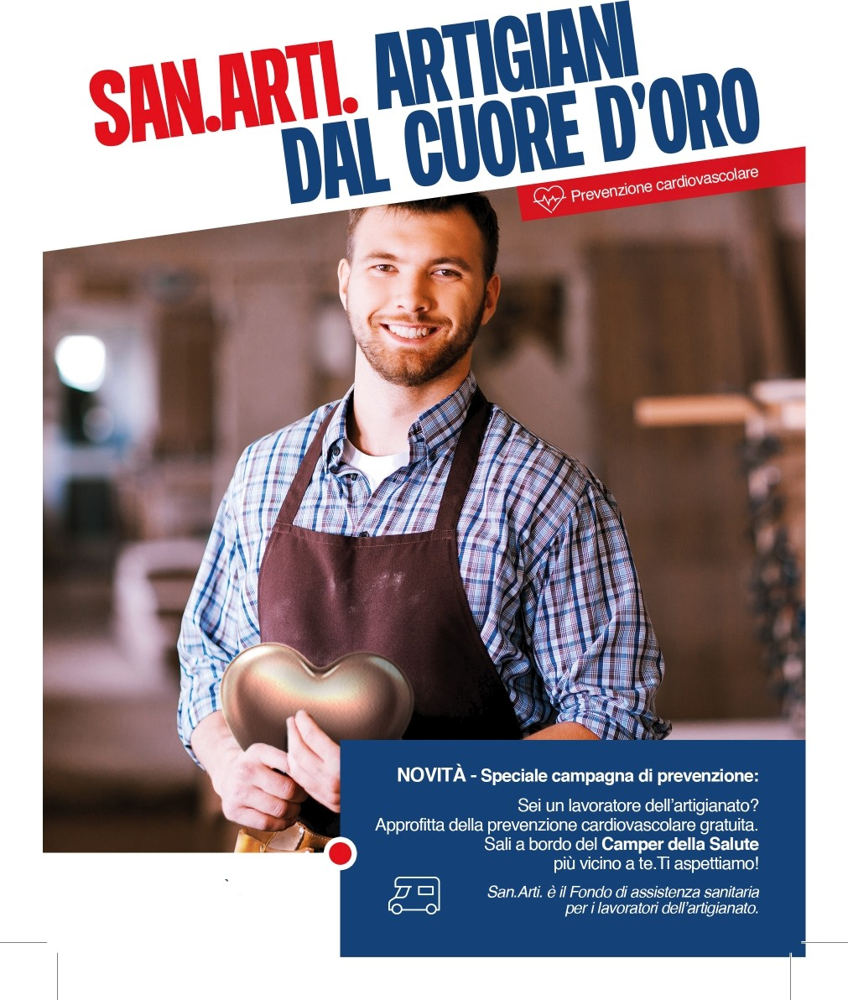 SAN.ARTI. ARTIGIANI
DAL CUORE D'ORO
Prevenzione cardiovascolare
NOVITÀ - Speciale campagna di prevenzione:
Sei un lavoratore dell'artigianato?
Approfitta della prevenzione cardiovascolare gratuita.
Sali a bordo del Camper della Salute
più vicino a te.Ti aspettiamo!
San.Arti. è il Fondo di assistenza sanitaria
per i lavoratori dell'artigianato.